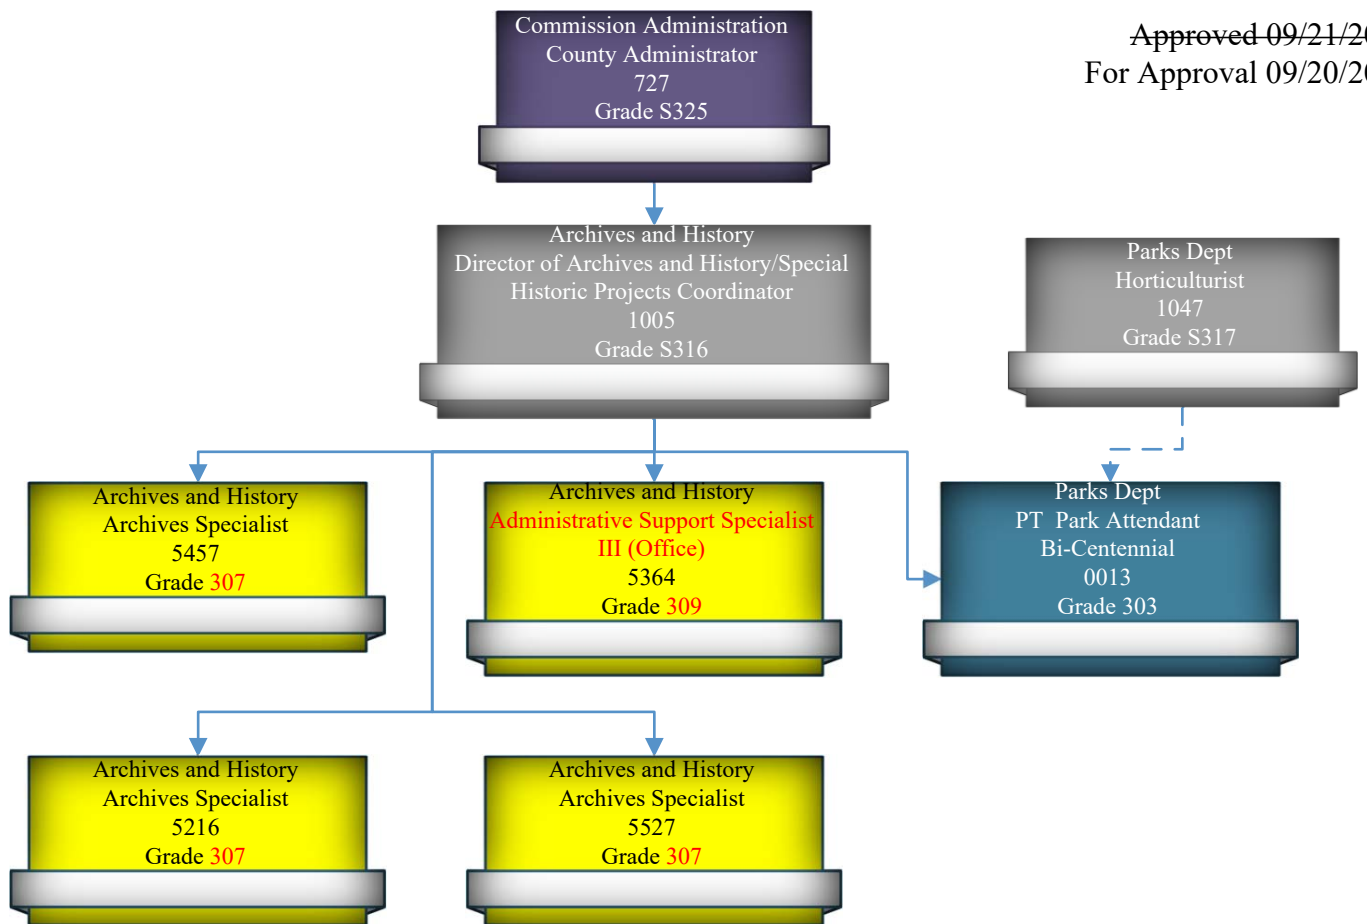 Commission Administration
County Administrator
727
Grade S325
Approved 09/21/20
For Approval 09/20/20
Archives and History
Director of Archives and History/Special
Historic Projects Coordinator
1005
Grade S316
Parks Dept
Horticulturist
1047
Grade S317
Archives and History
Archives Specialist
5457
Grade 307
Archives and History
Administrative Support Specialist
III (Office)
5364
Grade 309
Parks Dept
PT Park Attendant
Bi-Centennial
0013
Grade 303
Archives and History
Archives Specialist
5216
Grade 307
Archives and History
Archives Specialist
5527
Grade 307